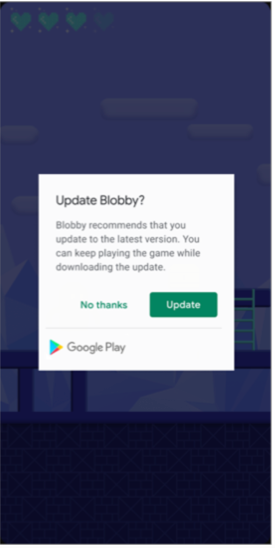 Update Blobby?
Blobby recommends that you
update to the latest version. You
can keep playing the game while
downloading the update.
No thanks
Update
Google Play